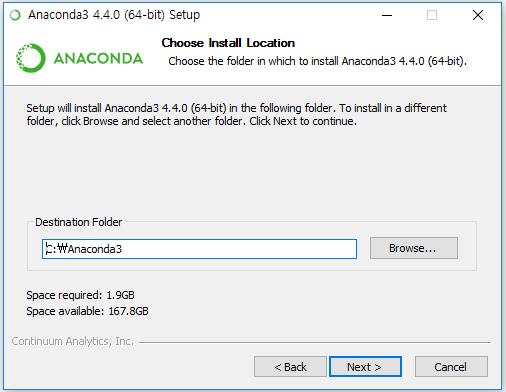 Anaconda3 4.4.0 (64-bit) Setup
ANACONDA
Choose Install Location
Choose the folder in which to install Anaconda3 4.4.0 (64-bit).
Setup will install Anaconda3 4.4.0 (64-bit) in the following folder. To install in a different
folder, click Browse and select another folder. Click Next to continue.
Destination Folder
C:₩Anaconda3
Browse...
Space required: 1.9GB
Space available: 167.8GB
Continuum Analytics, Inc.
< Back
Next >
Cancel